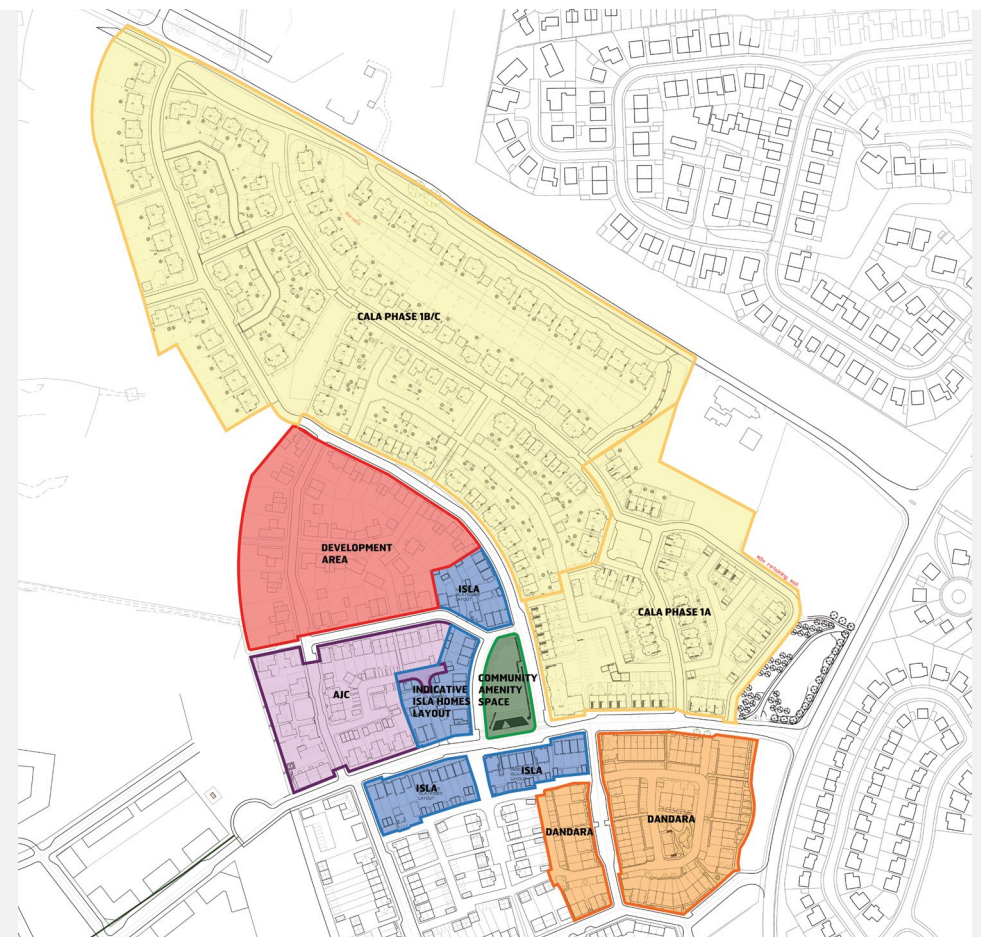 CALA PHASE 1B/C
DEVELOPMENT
AREA
ISLA
CALA PHASE 1A
AJC
INDICATIVE
ISLA HOMES
LAYOUT
COMMUNITY
AMENITY
SPACE
ISLA
ISLA
DANDARA
DANDARA